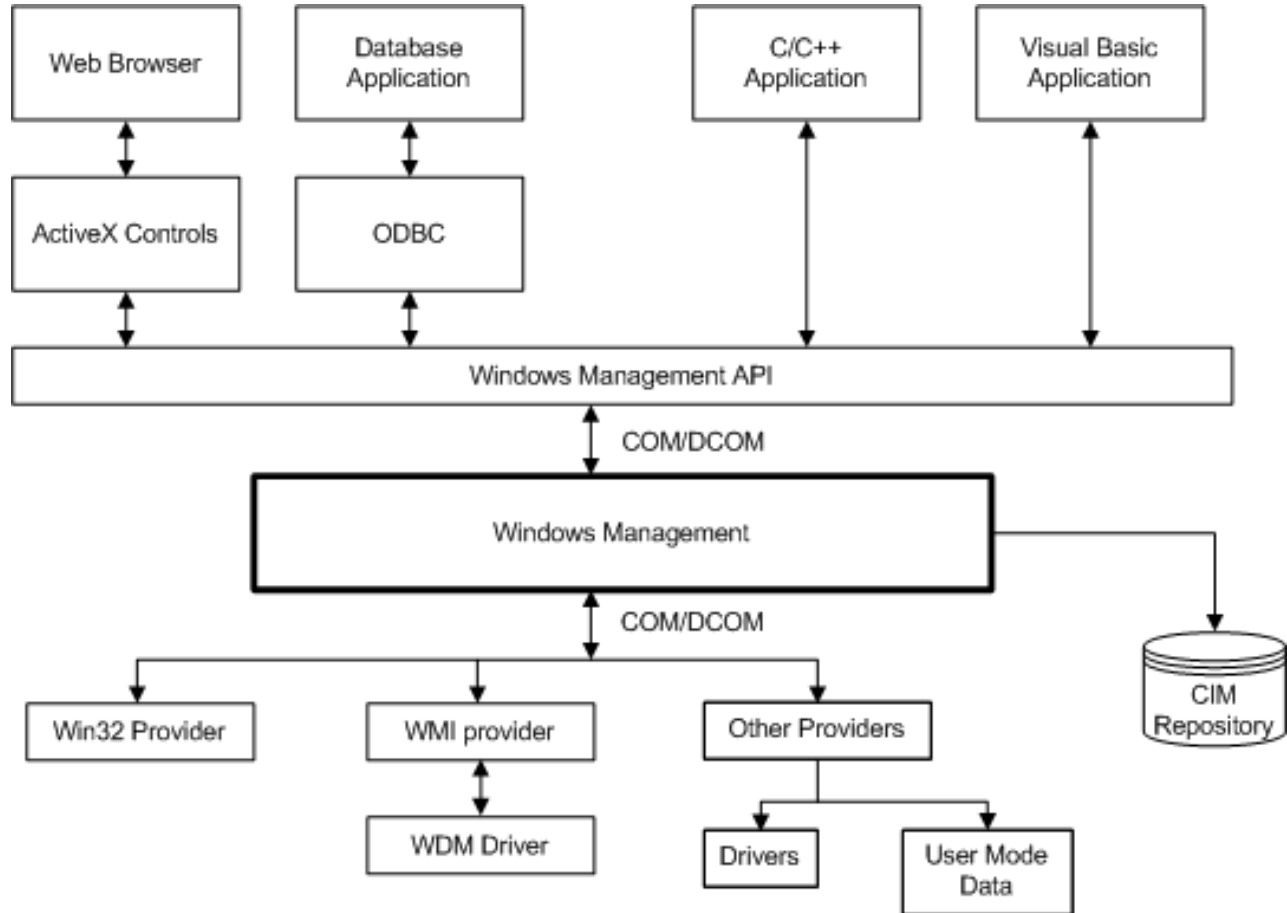 Web Browser
Database
Application
C/C++
Application
Visual Basic
Application
ActiveX Controls
ODBC
Windows Management API
COM/DCOM
Windows Management
COM/DCOM
CIM
Repository
Win32 Provider
WMI provider
Other Providers
WDM Driver
Drivers
User Mode
Data